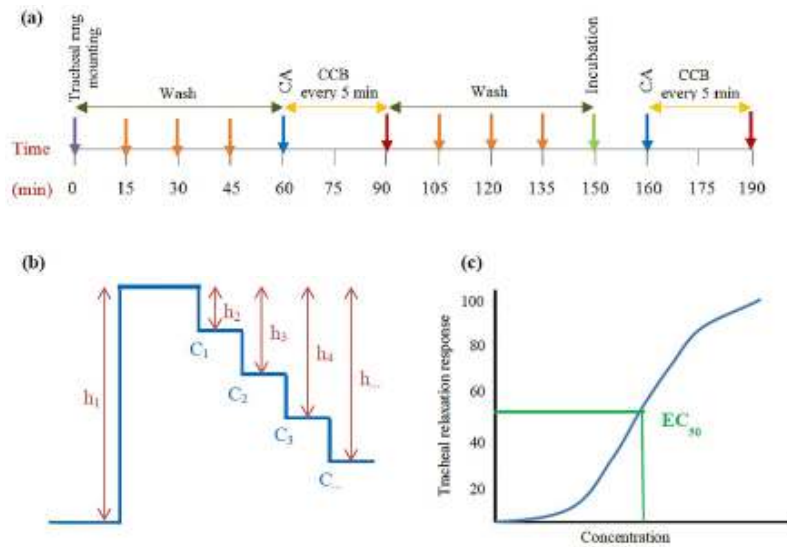 (a)
Tracheal ring
mounting
Wash
CA
CCB
every 5 min
Wash
Incubation
CA
CCB
every 5 min
Time
(min)
0 15 30 45 60 75 90 105 120 135 150 160 175 190
(b)
h1
h2
h3
h4
h...
C1
C2
C3
C...
(c)
Tracheal relaxation response
100
80
60
40
20
EC50
Concentration